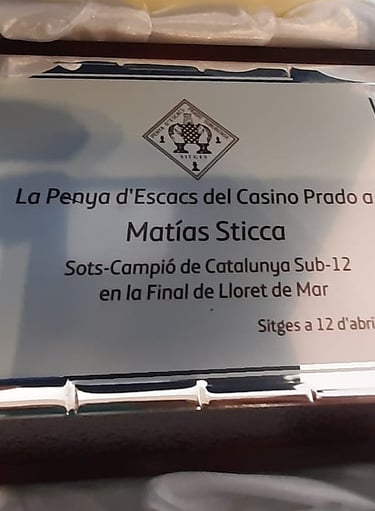 SITGES
La Penya d'Escacs del Casino Prado a
Matías Sticca
Sots-Campió de Catalunya Sub-12
en la Final de Lloret de Mar
Sitges a 12 d'abri